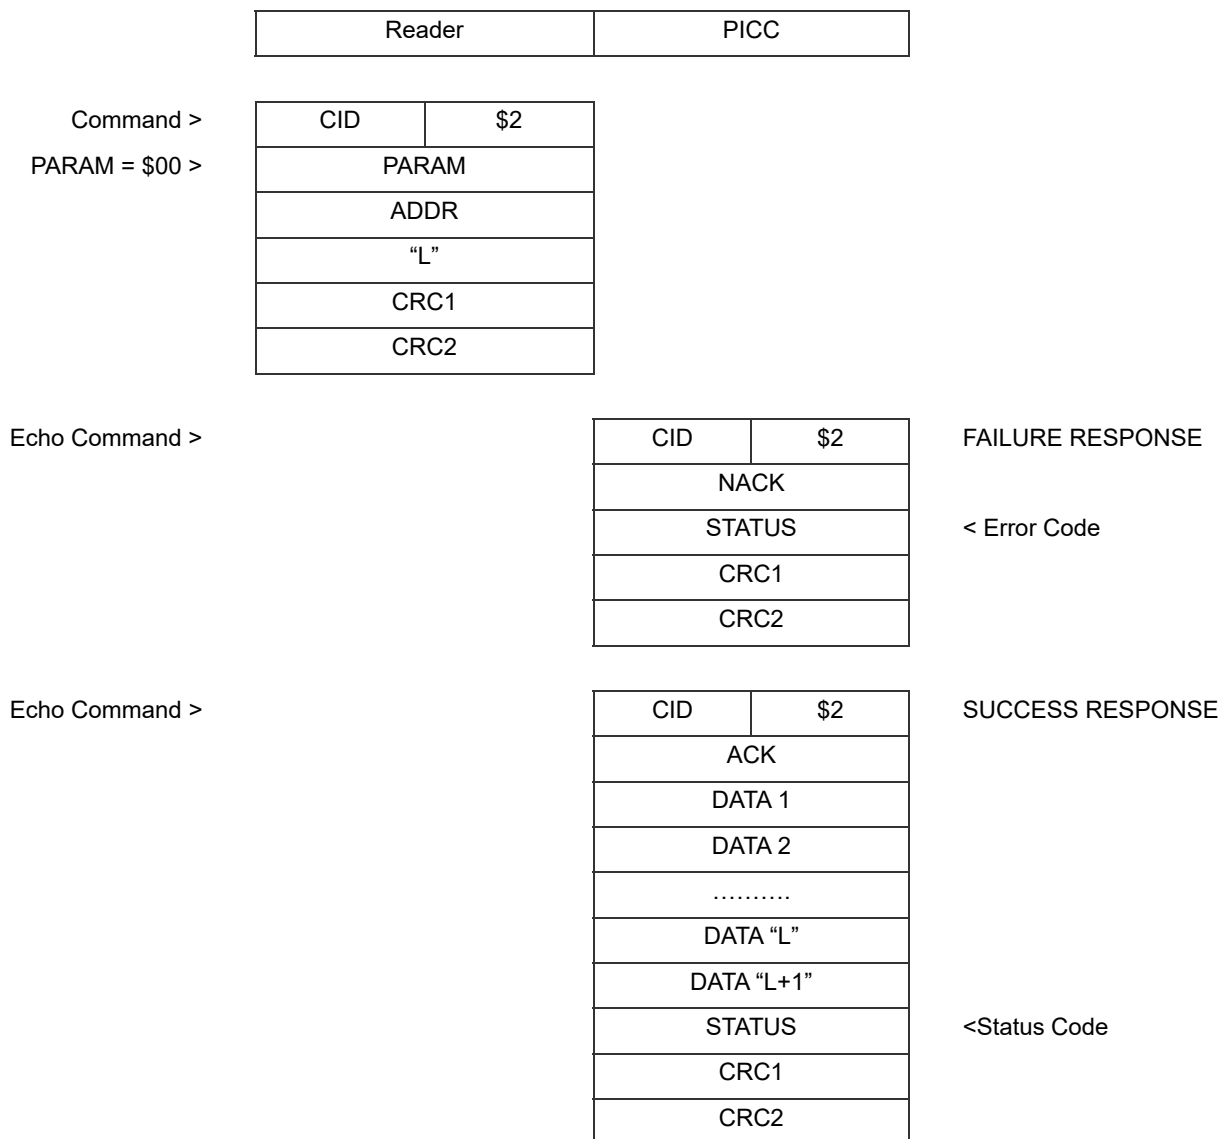 Reader PICC
Command > CID $2
PARAM = $00 > PARAM
ADDR
“L”
CRC1
CRC2
Echo Command > CID $2 FAILURE RESPONSE
NACK
STATUS < Error Code
CRC1
CRC2
Echo Command > CID $2 SUCCESS RESPONSE
ACK
DATA 1
DATA 2
……….
DATA “L”
DATA “L+1”
STATUS <Status Code
CRC1
CRC2